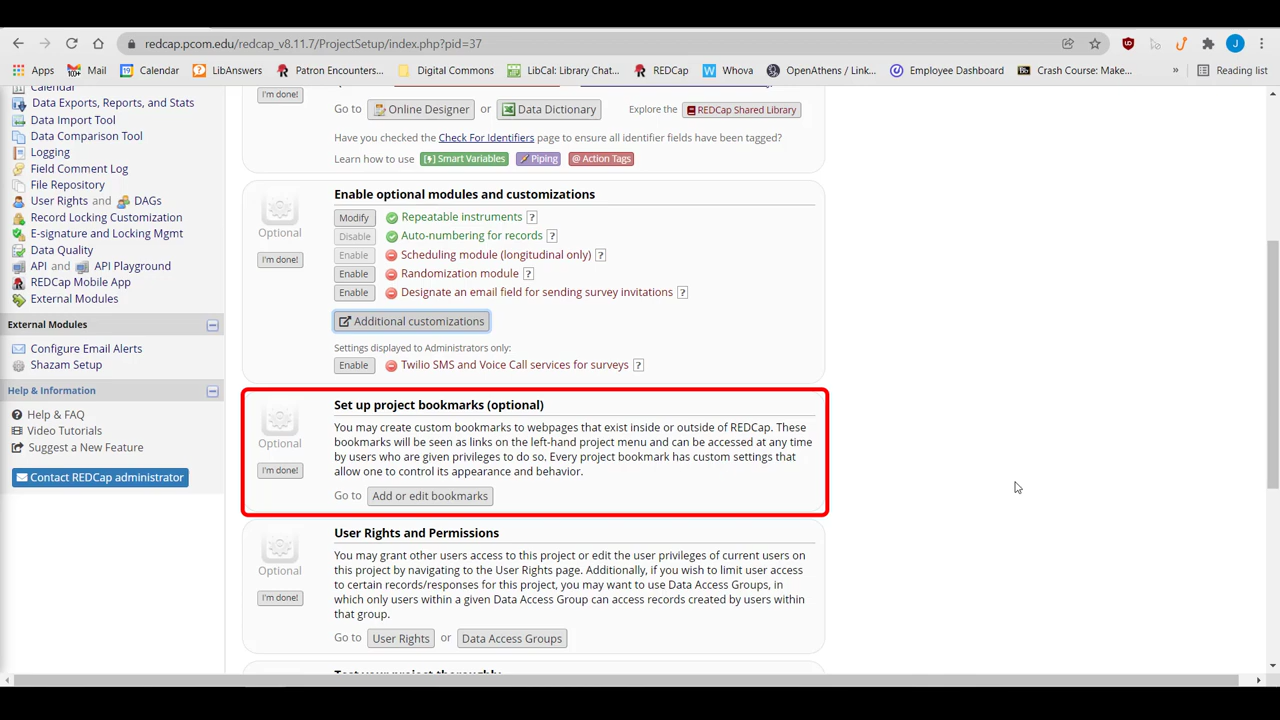 redcap.pcom.edu/redcap_v8.11.7/ProjectSetup/index.php?pid=37
J
Apps
10+ Mail
19 Calendar
LibAnswers
Patron Encounters...
Digital Commons
LibCal: Library Chat...
REDCap
W Whova
OpenAthens / Link...
Employee Dashboard
Crash Course: Make...
»
Reading list
Calendar
Data Exports, Reports, and Stats
Data Import Tool
Data Comparison Tool
Logging
Field Comment Log
File Repository
User Rights and DAGs
Record Locking Customization
E-signature and Locking Mgmt
Data Quality
API and API Playground
REDCap Mobile App
External Modules
External Modules
Configure Email Alerts
Shazam Setup
Help & Information
Help & FAQ
Video Tutorials
Suggest a New Feature
Contact REDCap administrator
I'm done!
Go to Online Designer or Data Dictionary Explore the REDCap Shared Library
Have you checked the Check For Identifiers page to ensure all identifier fields have been tagged?
Learn how to use [ϟ] Smart Variables Piping @ Action Tags
Optional
I'm done!
Enable optional modules and customizations
Modify Repeatable instruments ?
Disable Auto-numbering for records ?
Enable Scheduling module (longitudinal only) ?
Enable Randomization module ?
Enable Designate an email field for sending survey invitations ?
Additional customizations
Settings displayed to Administrators only:
Enable Twilio SMS and Voice Call services for surveys ?
Optional
I'm done!
Set up project bookmarks (optional)
You may create custom bookmarks to webpages that exist inside or outside of REDCap. These
bookmarks will be seen as links on the left-hand project menu and can be accessed at any time
by users who are given privileges to do so. Every project bookmark has custom settings that
allow one to control its appearance and behavior.
Go to Add or edit bookmarks
Optional
I'm done!
User Rights and Permissions
You may grant other users access to this project or edit the user privileges of current users on
this project by navigating to the User Rights page. Additionally, if you wish to limit user access
to certain records/responses for this project, you may want to use Data Access Groups, in
which only users within a given Data Access Group can access records created by users within
that group.
Go to User Rights or Data Access Groups
Test your project thoroughly